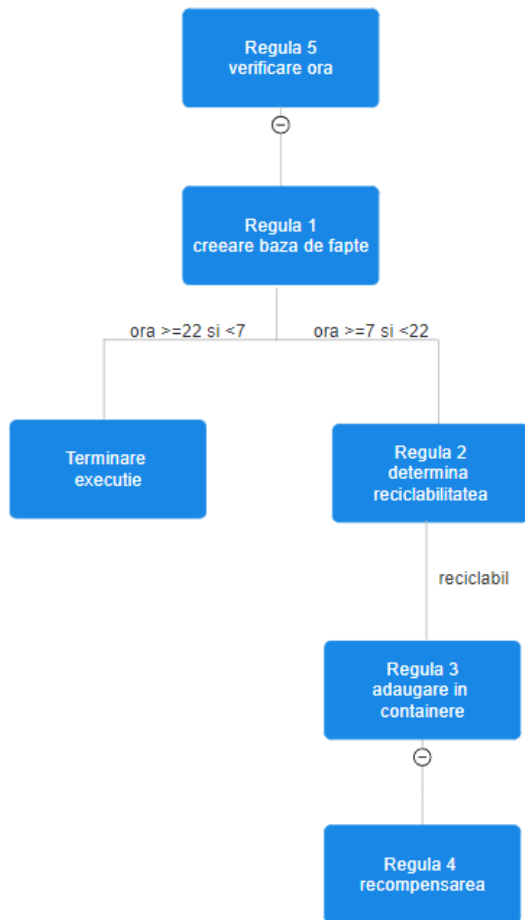 Regula 5
verificare ora
Regula 1
creeare baza de fapte
ora >=22 si <7
ora >=7 si <22
Terminare
executie
Regula 2
determina
reciclabilitatea
reciclabil
Regula 3
adaugare in
containere
Regula 4
recompensarea